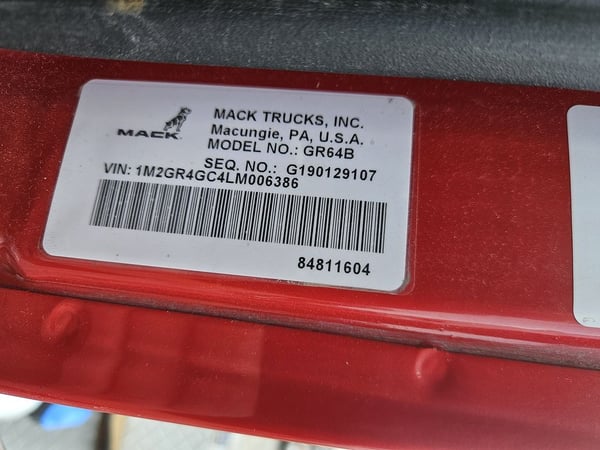 MACK
MACK TRUCKS, INC.
Macungie, PA, U.S.A.
MODEL NO.: GR64B
SEQ. NO.: G190129107
VIN: 1M2GR4GC4LM006386
84811604